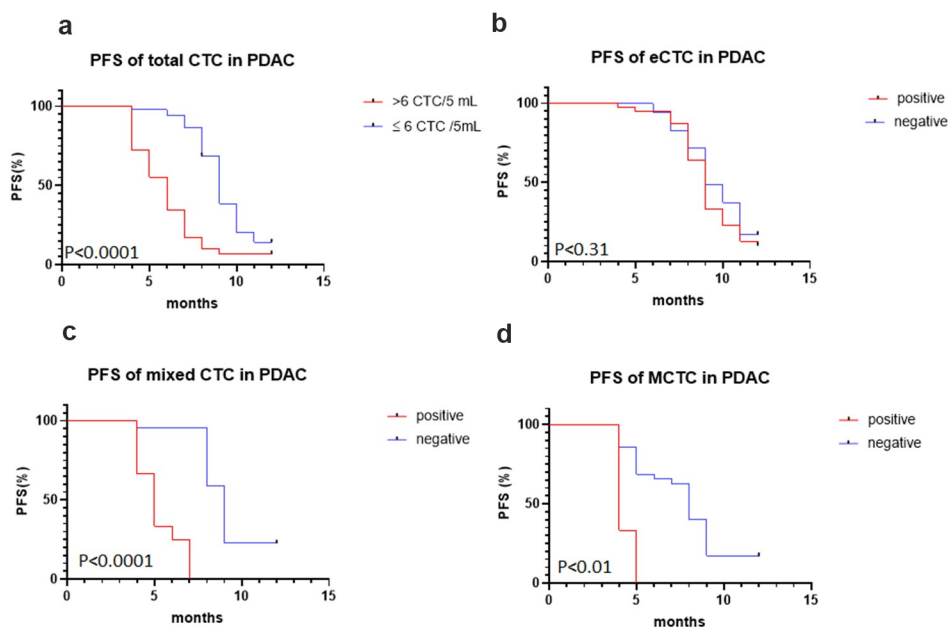 a
PFS of total CTC in PDAC
>6 CTC/5 mL
≤ 6 CTC /5mL
100
50
0
PFS(%)
P<0.0001
0 5 10 15
months
b
PFS of eCTC in PDAC
positive
negative
100
50
0
PFS (%)
P<0.31
0 5 10 15
months
c
PFS of mixed CTC in PDAC
positive
negative
100
50
0
PFS(%)
P<0.0001
0 5 10 15
months
d
PFS of MCTC in PDAC
positive
negative
100
50
0
PFS (%)
P<0.01
0 5 10 15
months